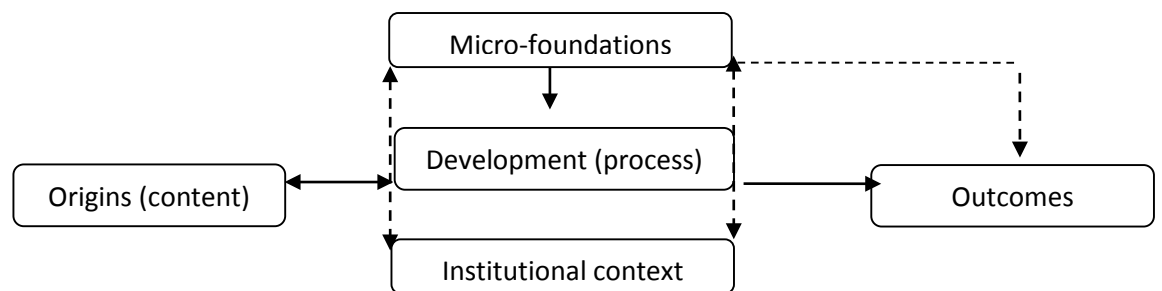 Micro-foundations
Development (process)
Origins (content)
Outcomes
Institutional context